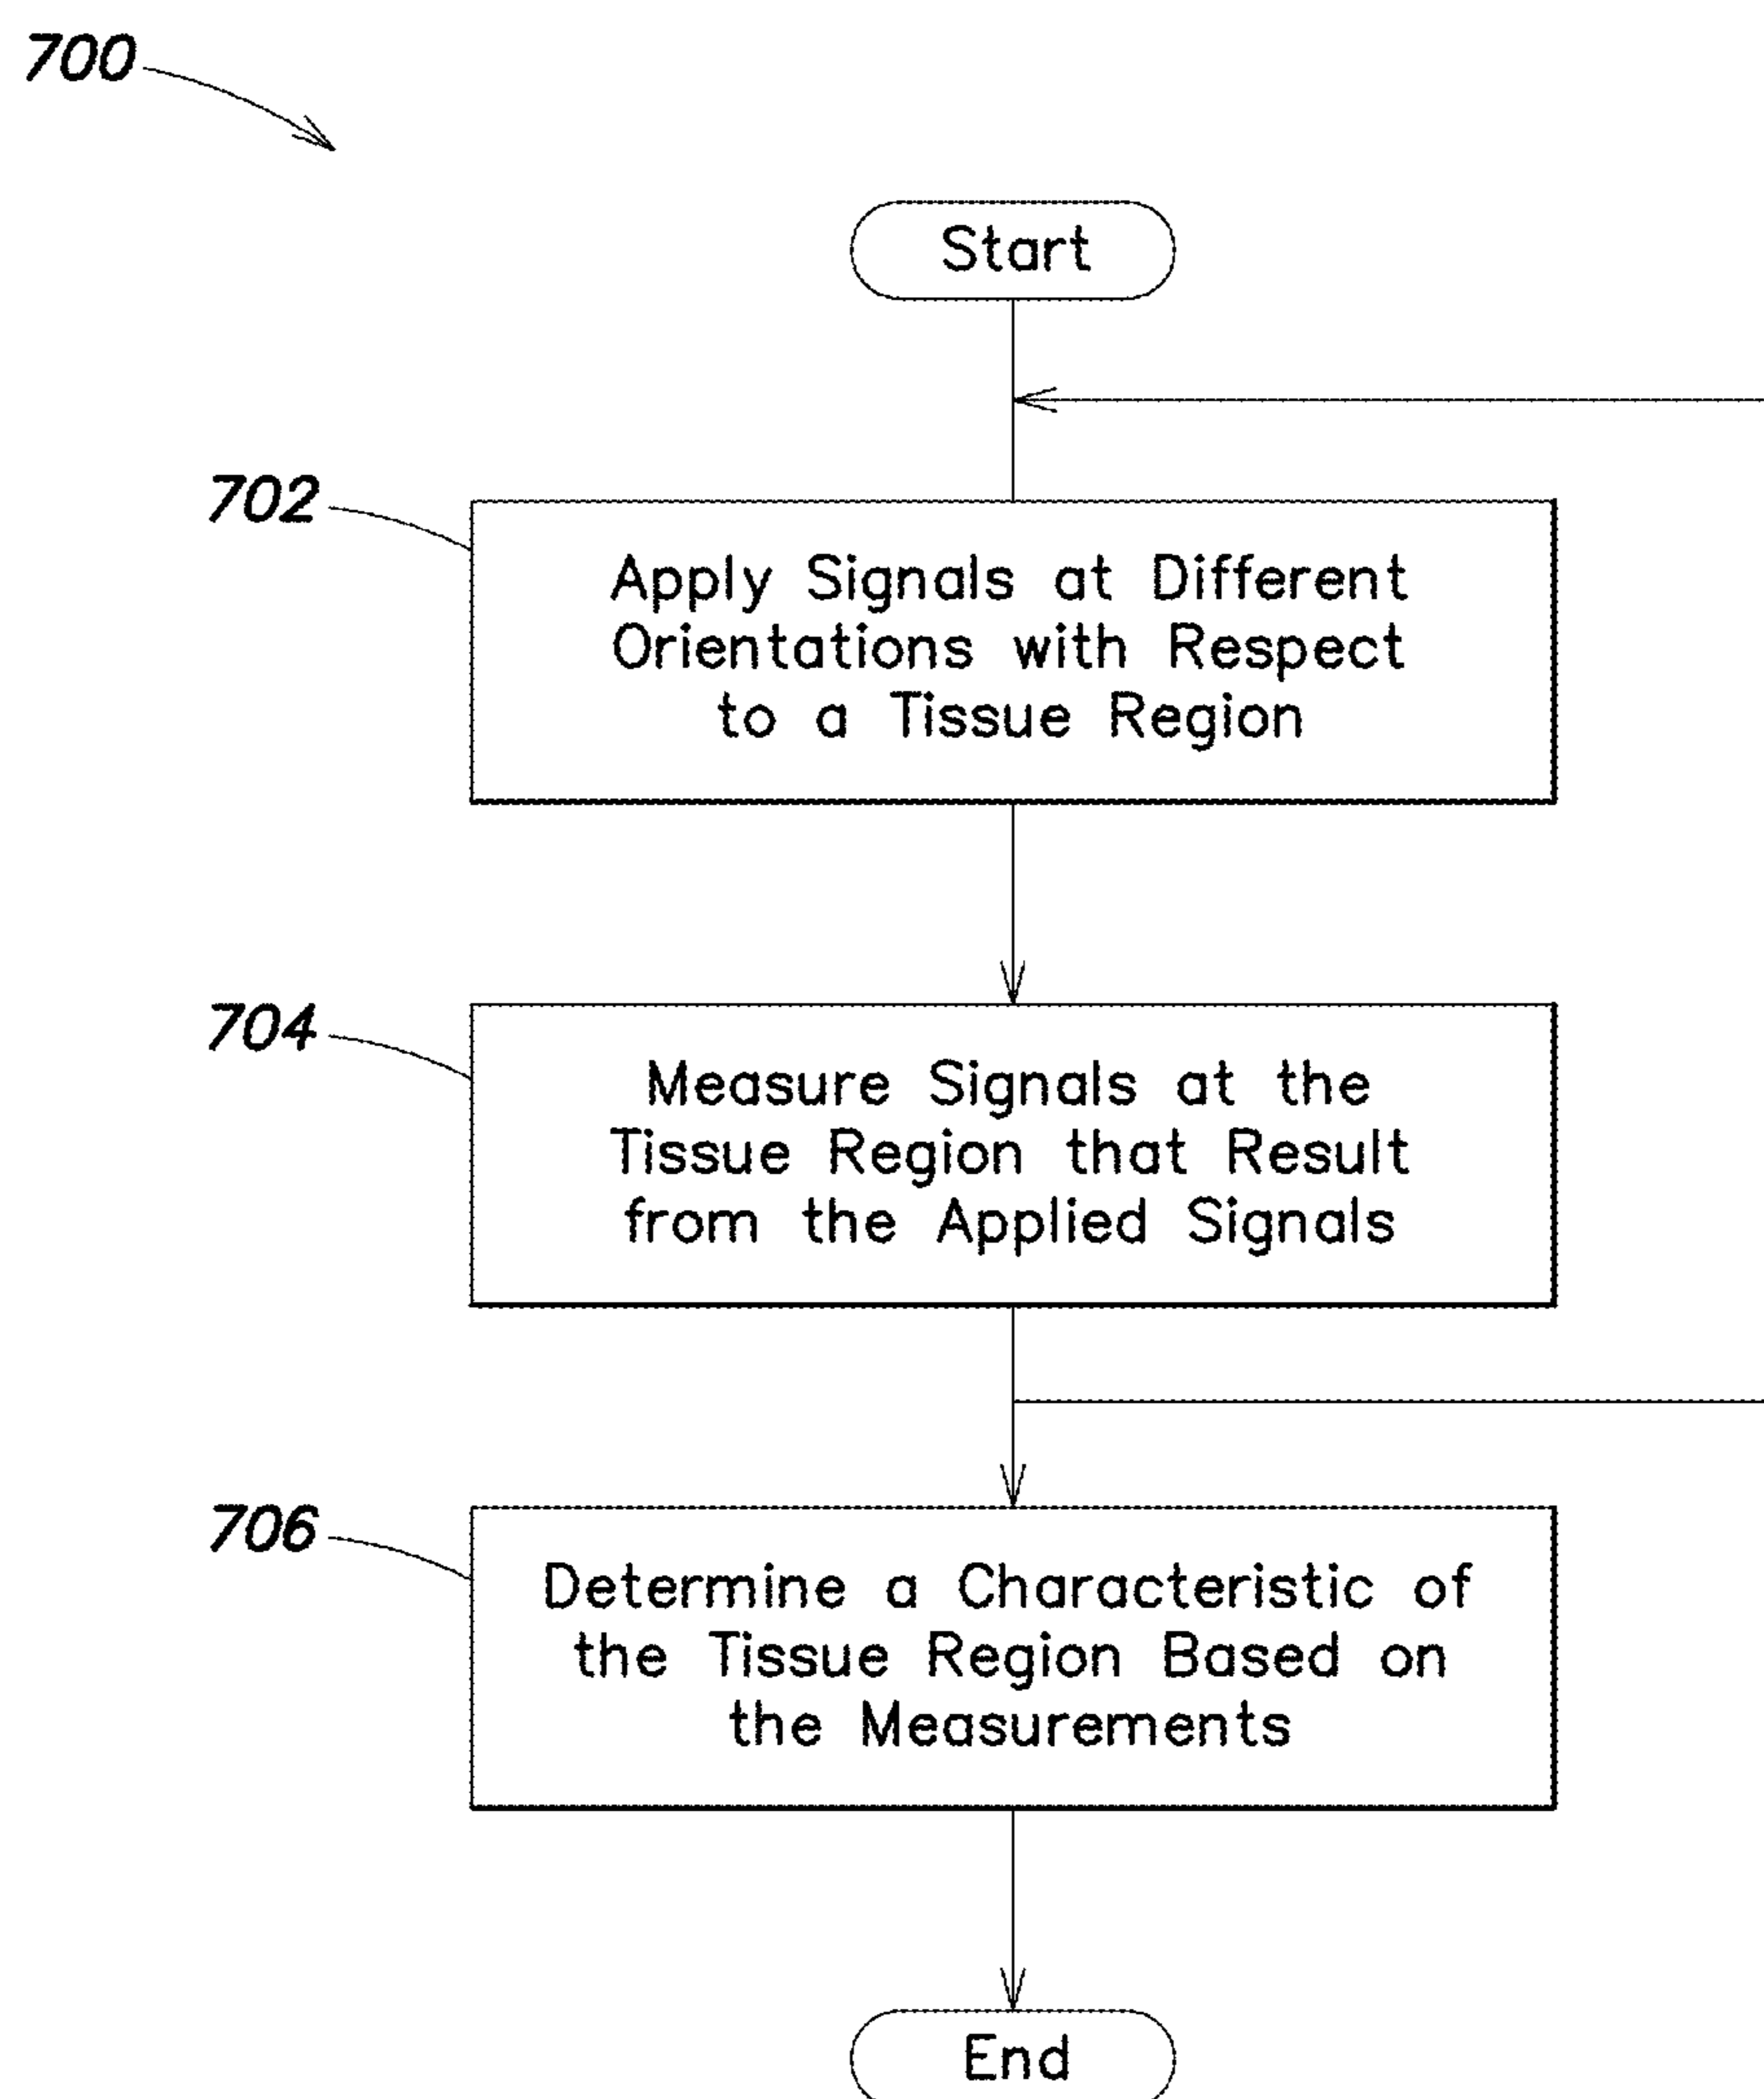 700
Start
702
Apply Signals at Different
Orientations with Respect
to a Tissue Region
704
Measure Signals at the
Tissue Region that Result
from the Applied Signals
706
Determine a Characteristic of
the Tissue Region Based on
the Measurements
End